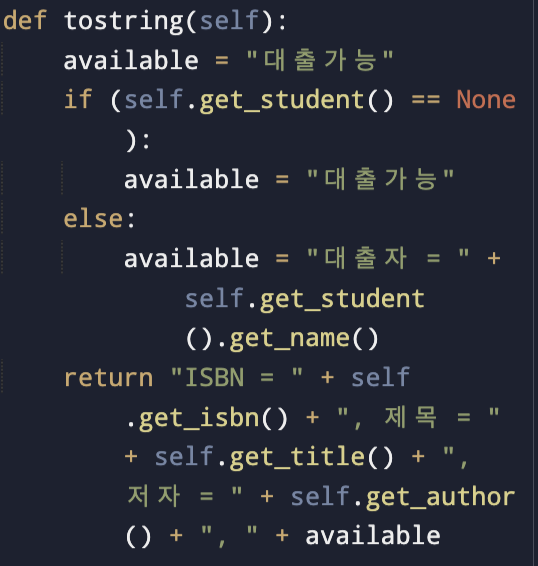 def tostring(self):
available = "대출가능"
if (self.get_student() == None
):
available = "대출가능"
else:
available = "대출자 = " +
self.get_student
().get_name()
return "ISBN = " + self
.get_isbn() + ", 제목 = "
+ self.get_title() + ",
저자 = " + self.get_author
() + ", " + available